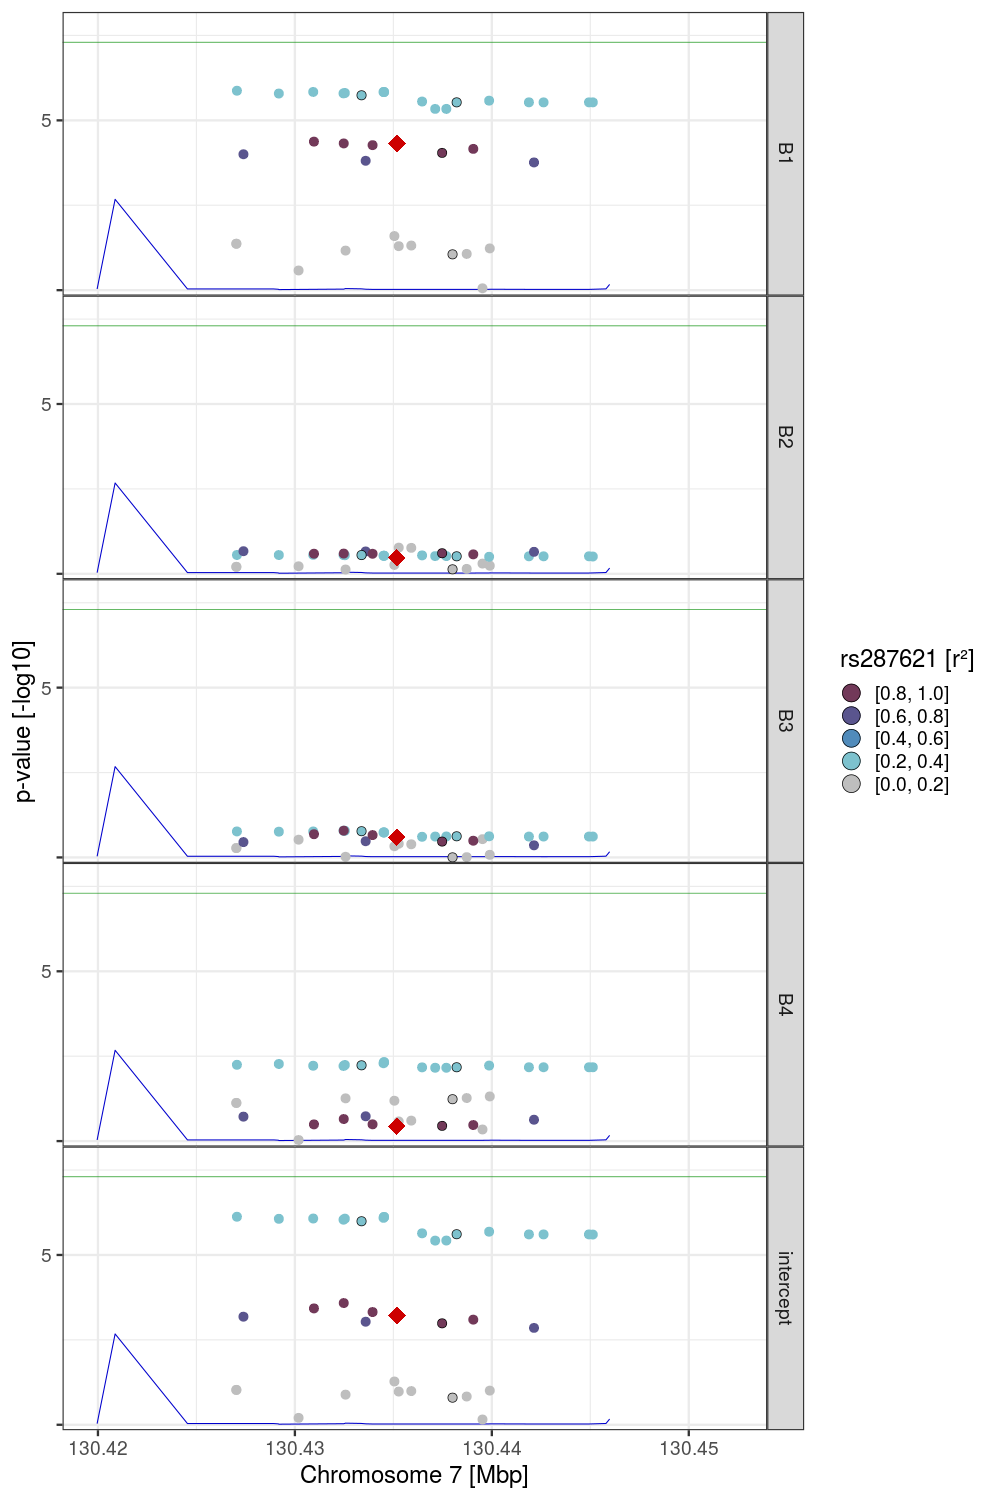 5
B1
5
B2
5
B3
5
B4
5
intercept
p-value [-log10]
130.42
130.43
130.44
130.45
Chromosome 7 [Mbp]
rs287621 [r²]
[0.8, 1.0]
[0.6, 0.8]
[0.4, 0.6]
[0.2, 0.4]
[0.0, 0.2]